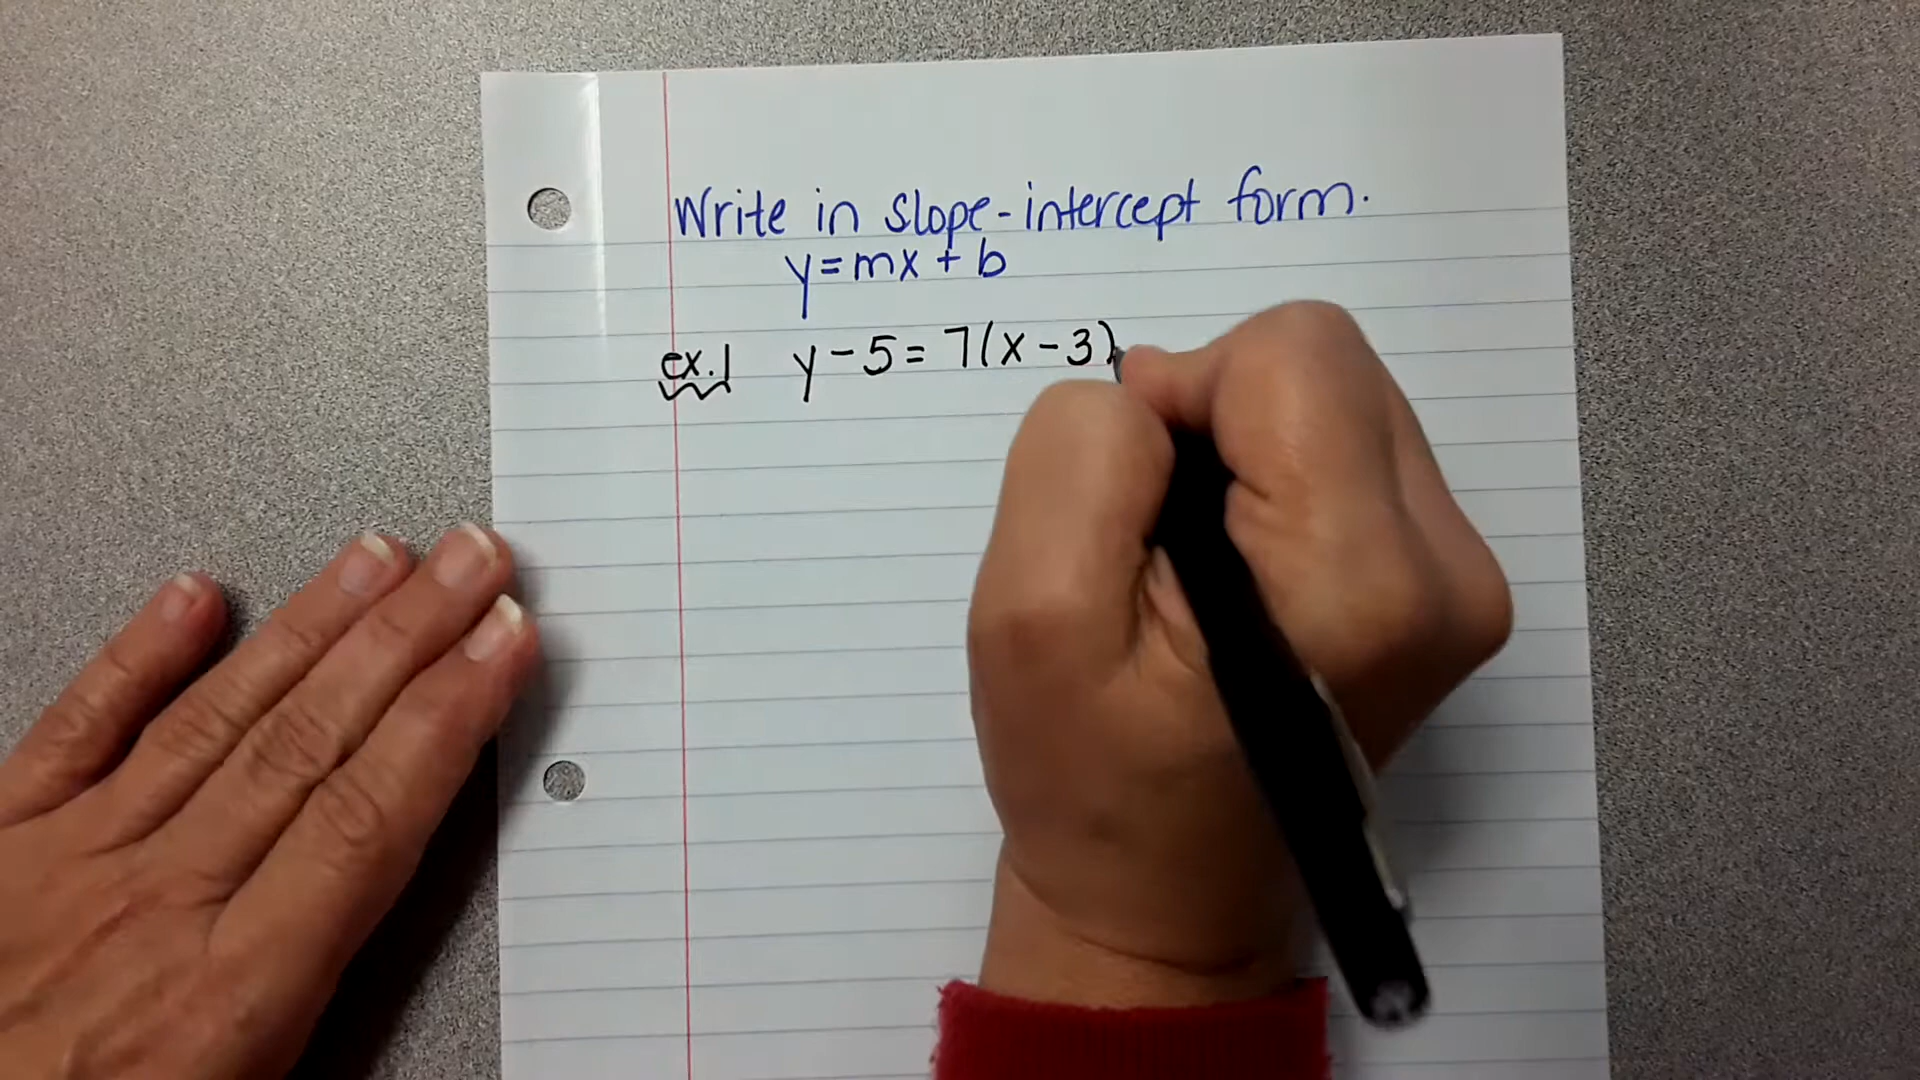 Write in slope-intercept form.
y=mx + b
ex.1 y-5=7(x-3)